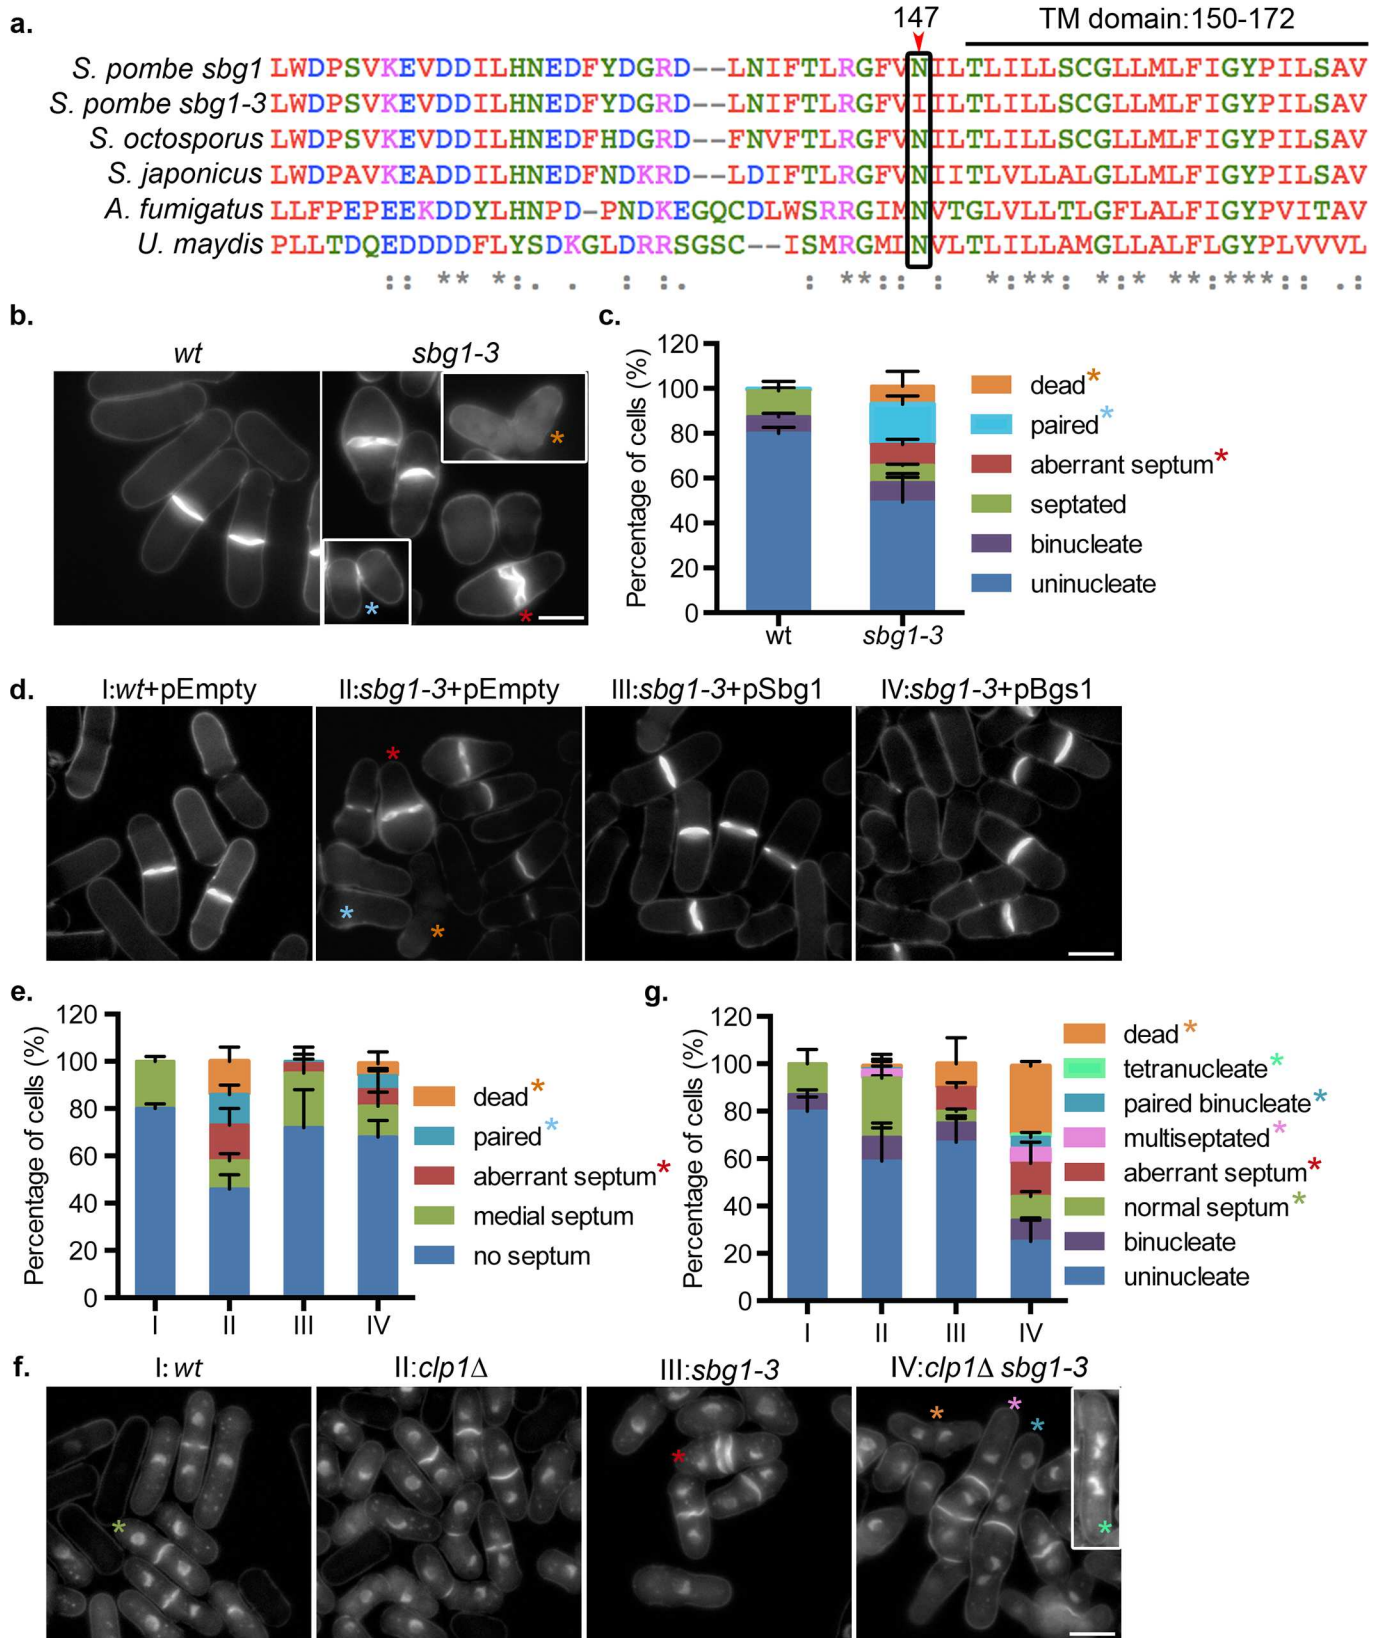 a.
147
TM domain:150-172
S. pombe sbg1 LWDPSVKEVDDILHNEDFYDGRD--LNIFTLRGFVNILTLILLSCGLLMLFIGYPILSAV
S. pombe sbg1-3 LWDPSVKEVDDILHNEDFYDGRD--LNIFTLRGFVIILTLILLSCGLLMLFIGYPILSAV
S. octosporus LWDPSVKEVDDILHNEDFHDGRD--FNVFTLRGFVNILTLILLSCGLLMLFIGYPILSAV
S. japonicus LWDPAVKEADDILHNEDFNDKRD--LDIFTLRGFVNIITLVLLALGLLMLFIGYPILSAV
A. fumigatus LLFPEPEEKDDYLHNPD-PNDKEGQCDLWSRRGIMNVTGLVLLTLGFLALFIGYPVITAV
U. maydis PLLTDQEDDDDFLYSDKGLDRRSGSC--ISMRGMLNVLTLILLAMGLLALFLGYPLVVVL
:: ** *:. . : :. : **:: : *:**: *:* **:**:: .:
b.
wt
sbg1-3
*
*
*
c.
Percentage of cells (%)
120
100
80
60
40
20
0
wt
sbg1-3
dead*
paired*
aberrant septum*
septated
binucleate
uninucleate
d.
I:wt+pEmpty
II:sbg1-3+pEmpty
III:sbg1-3+pSbg1
IV:sbg1-3+pBgs1
*
*
*
e.
Percentage of cells (%)
120
100
80
60
40
20
0
I
II
III
IV
dead*
paired*
aberrant septum*
medial septum
no septum
g.
Percentage of cells (%)
120
100
80
60
40
20
0
I
II
III
IV
dead*
tetranucleate*
paired binucleate*
multiseptated*
aberrant septum*
normal septum*
binucleate
uninucleate
f.
I: wt
II:clp1Δ
III:sbg1-3
IV:clp1Δ sbg1-3
*
*
*
*
*
*